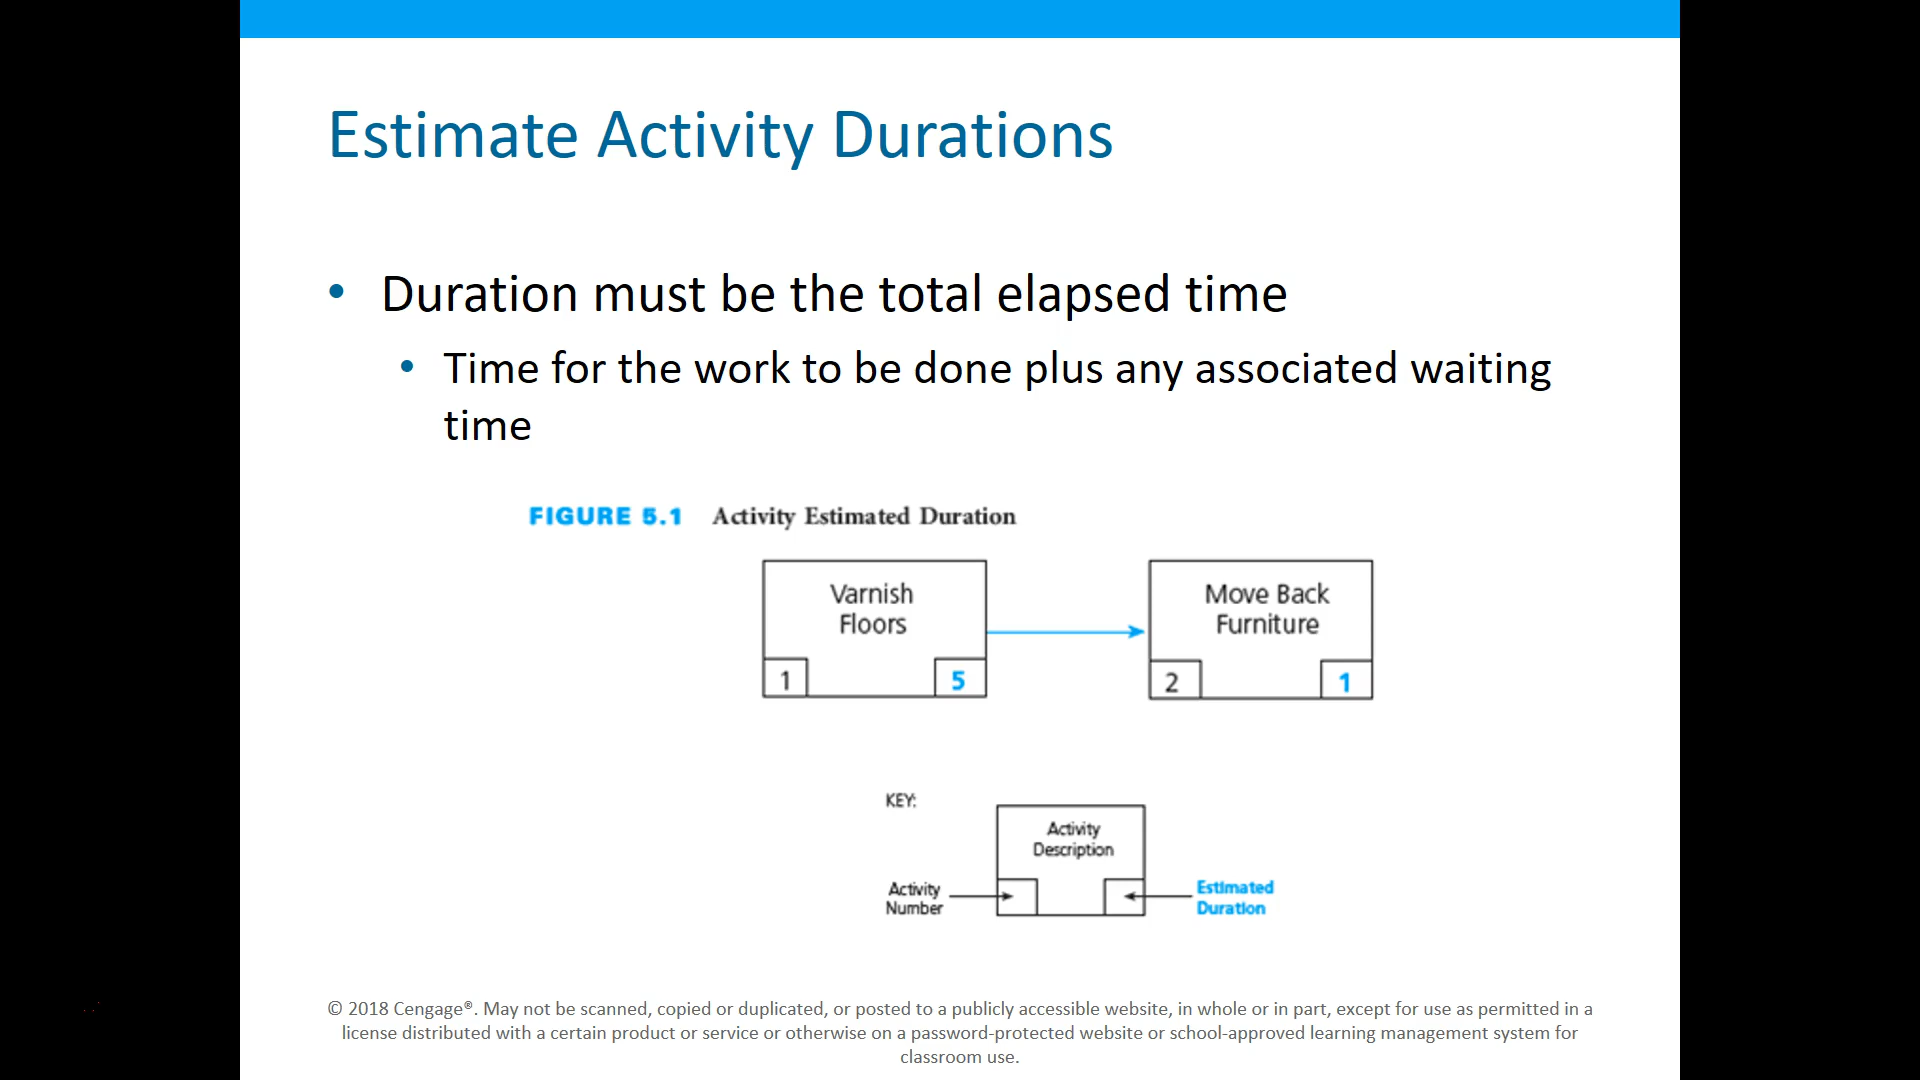 Estimate Activity Durations
• Duration must be the total elapsed time
• Time for the work to be done plus any associated waiting
time
FIGURE 5.1 Activity Estimated Duration
Varnish
Floors
1
5
Move Back
Furniture
2
1
KEY:
Activity
Description
Activity
Number
Estimated
Duration
© 2018 Cengage®. May not be scanned, copied or duplicated, or posted to a publicly accessible website, in whole or in part, except for use as permitted in a
license distributed with a certain product or service or otherwise on a password-protected website or school-approved learning management system for
classroom use.